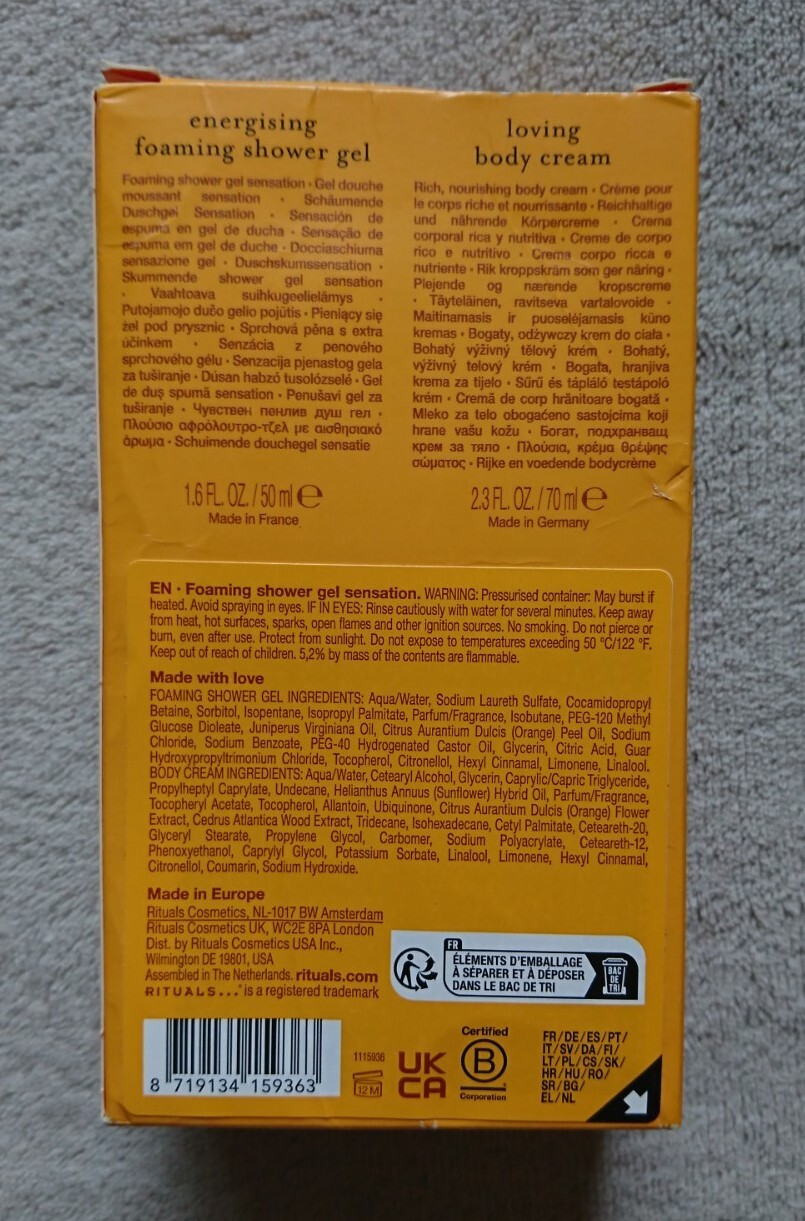 energising
foaming shower gel
Foaming shower gel sensation • Gel douche
moussant sensation • Schäumende
Duschgel Sensation • Sensación de
espuma en gel de ducha • Sensação de
espuma em gel de duche • Docciaschiuma
sensazione gel • Duschskumssensation •
Skummende shower gel sensation
• Vaahtoava suihkugeelielämys •
Putojamojo dušo gelio pojūtis • Pieniący się
żel pod prysznic • Sprchová pěna s extra
účinkem • Senzácia z penového
sprchového gélu • Senzacija pjenastog gela
za tuširanje • Dúsan habzó tusolózselé • Gel
de duş spumă sensation • Penušavi gel za
tuširanje • Чувствен пенлив душ гел •
Πλούσιο αφρόλουτρο-τζελ με αισθησιακό
άρωμα • Schuimende douchegel sensatie
1.6 FL. OZ. / 50 ml ℮
Made in France
loving
body cream
Rich, nourishing body cream • Crème pour
le corps riche et nourrissante • Reichhaltige
und nährende Körpercreme • Crema
corporal rica y nutritiva • Creme de corpo
rico e nutritivo • Crema corpo ricca e
nutriente • Rik kroppskräm som ger näring •
Plejende og nærende kropscreme
• Täyteläinen, ravitseva vartalovoide •
Maitinamasis ir puoselėjamasis kūno
kremas • Bogaty, odżywczy krem do ciała •
Bohatý výživný tělový krém • Bohatý,
výživný telový krém • Bogata, hranjiva
krema za tijelo • Sűrű és tápláló testápoló
krém • Cremă de corp hrănitoare bogată •
Mleko za telo obogaćeno sastojcima koji
hrane vašu kožu • Богат, подхранващ
крем за тяло • Πλούσια, κρέμα θρέψης
σώματος • Rijke en voedende bodycrème
2.3 FL. OZ. / 70 ml ℮
Made in Germany
EN • Foaming shower gel sensation. WARNING: Pressurised container: May burst if
heated. Avoid spraying in eyes. IF IN EYES: Rinse cautiously with water for several minutes. Keep away
from heat, hot surfaces, sparks, open flames and other ignition sources. No smoking. Do not pierce or
burn, even after use. Protect from sunlight. Do not expose to temperatures exceeding 50 °C/122 °F.
Keep out of reach of children. 5,2% by mass of the contents are flammable.
Made with love
FOAMING SHOWER GEL INGREDIENTS: Aqua/Water, Sodium Laureth Sulfate, Cocamidopropyl
Betaine, Sorbitol, Isopentane, Isopropyl Palmitate, Parfum/Fragrance, Isobutane, PEG-120 Methyl
Glucose Dioleate, Juniperus Virginiana Oil, Citrus Aurantium Dulcis (Orange) Peel Oil, Sodium
Chloride, Sodium Benzoate, PEG-40 Hydrogenated Castor Oil, Glycerin, Citric Acid, Guar
Hydroxypropyltrimonium Chloride, Tocopherol, Citronellol, Hexyl Cinnamal, Limonene, Linalool.
BODY CREAM INGREDIENTS: Aqua/Water, Cetearyl Alcohol, Glycerin, Caprylic/Capric Triglyceride,
Propylheptyl Caprylate, Undecane, Helianthus Annuus (Sunflower) Hybrid Oil, Parfum/Fragrance,
Tocopheryl Acetate, Tocopherol, Allantoin, Ubiquinone, Citrus Aurantium Dulcis (Orange) Flower
Extract, Cedrus Atlantica Wood Extract, Tridecane, Isohexadecane, Cetyl Palmitate, Ceteareth-20,
Glyceryl Stearate, Propylene Glycol, Carbomer, Sodium Polyacrylate, Ceteareth-12,
Phenoxyethanol, Caprylyl Glycol, Potassium Sorbate, Linalool, Limonene, Hexyl Cinnamal,
Citronellol, Coumarin, Sodium Hydroxide.
Made in Europe
Rituals Cosmetics, NL-1017 BW Amsterdam
Rituals Cosmetics UK, WC2E 8PA London
Dist. by Rituals Cosmetics USA Inc.,
Wilmington DE 19801, USA
Assembled in The Netherlands. rituals.com
RITUALS...® is a registered trademark
FR
ÉLÉMENTS D'EMBALLAGE
À SÉPARER ET À DÉPOSER
DANS LE BAC DE TRI
BAC
DE
TRI
8 719134 159363
1115936
12 M
UK
CA
Certified
B
Corporation
FR/DE/ES/PT/
IT/SV/DA/FI/
LT/PL/CS/SK/
HR/HU/RO/
SR/BG/
EL/NL